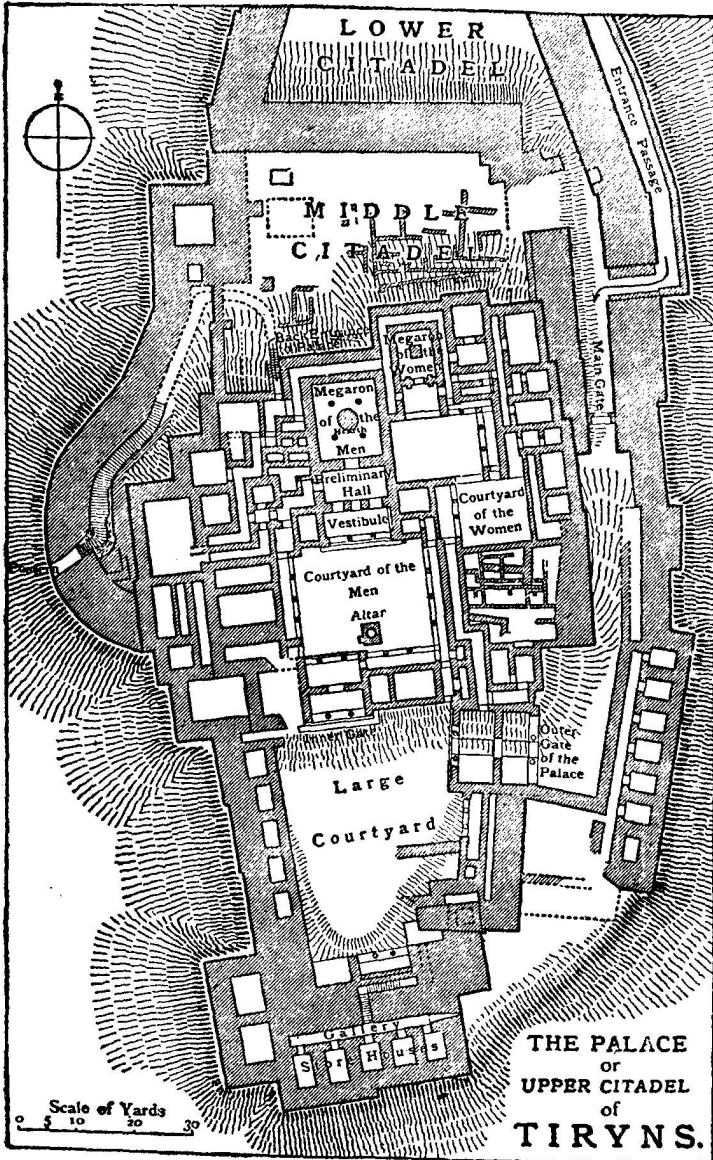 LOWER
CITADEL
Entrance Passage
MIDDLE
CITADEL
Main Gate
Megaron
of the
Women
Megaron
of the
Men
Preliminary
Hall
Vestibule
Courtyard
of the
Women
Courtyard of the
Men
Altar
Outer
Gate
of the
Palace
Inner Gate
Large
Courtyard
Gallery
Store Houses
Scale of Yards
0 5 10 20 30
THE PALACE
or
UPPER CITADEL
of
TIRYNS.